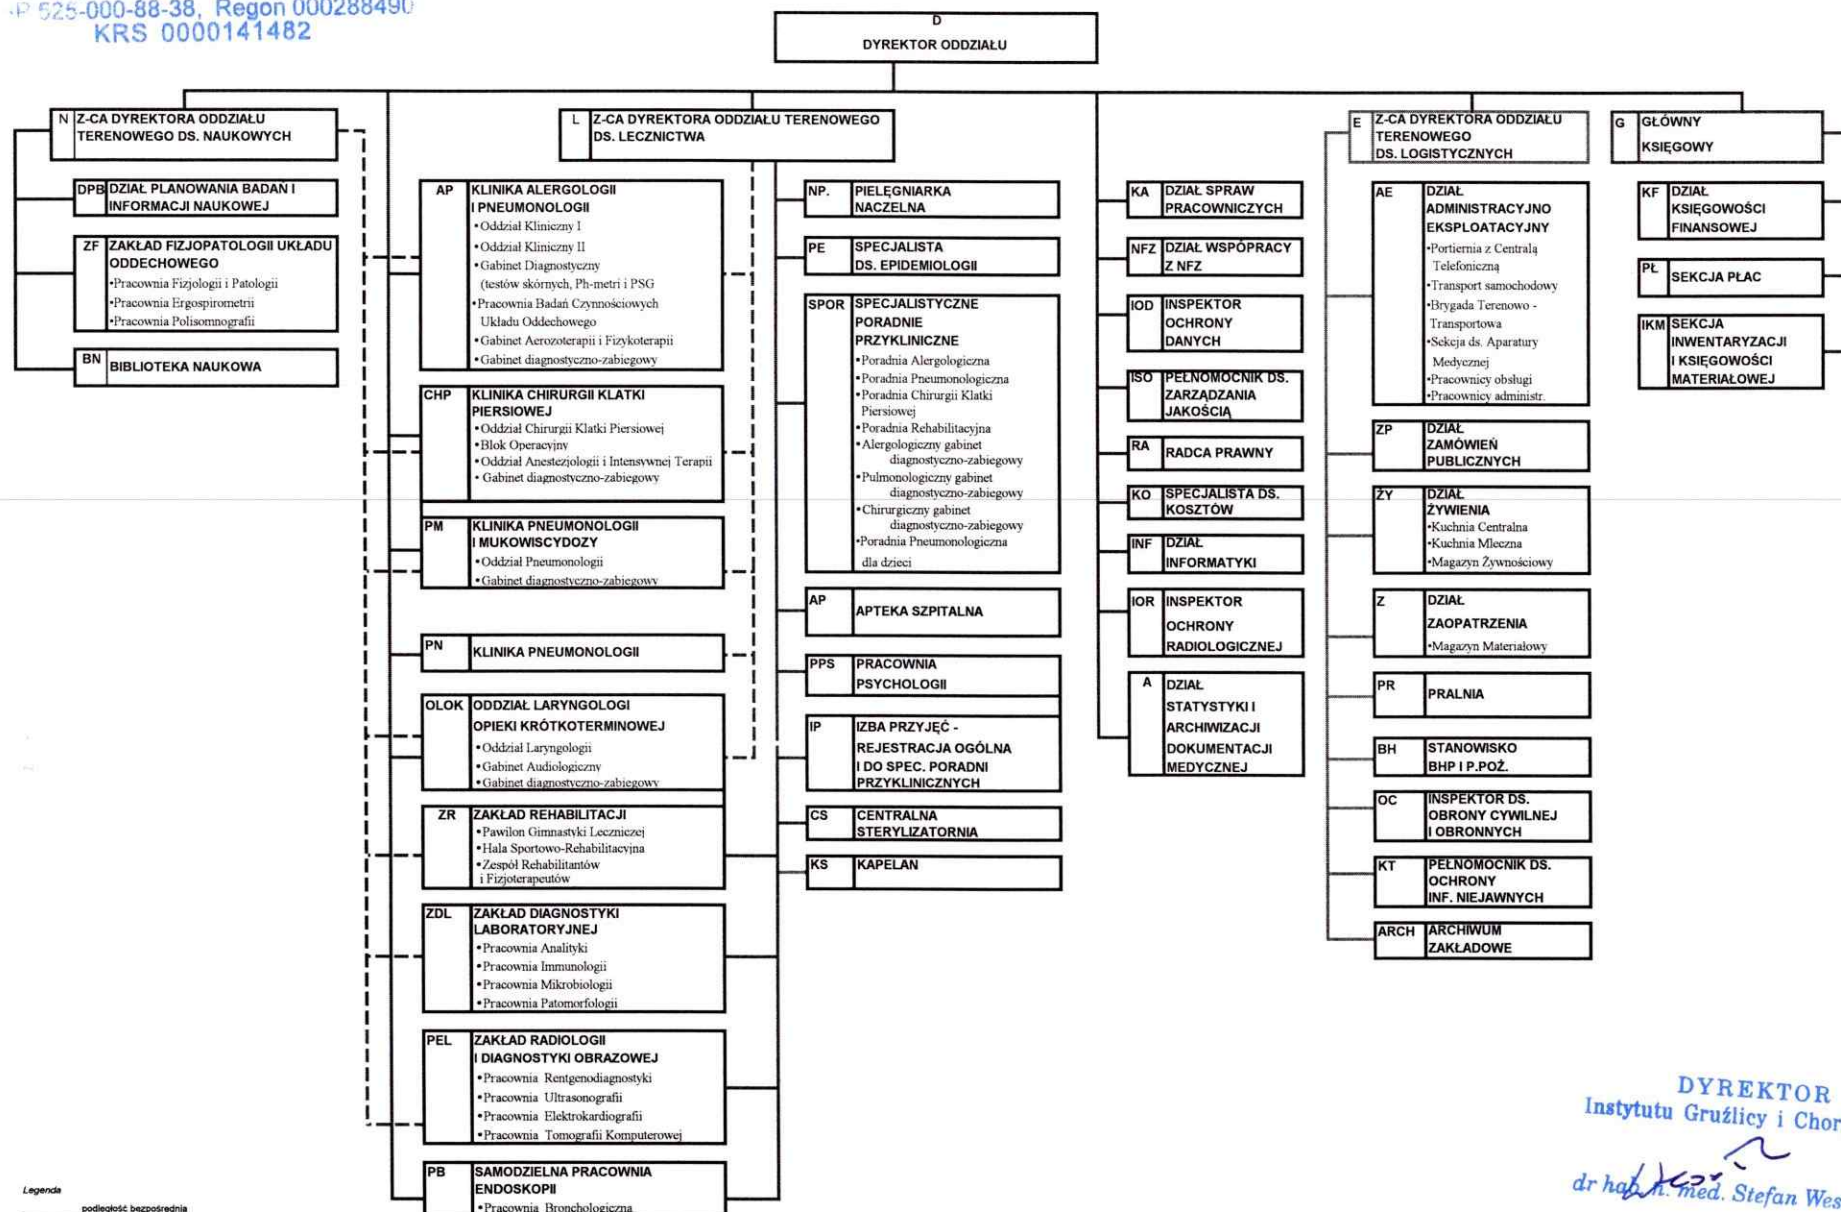 525-000-88-38, Regon 000288490
KRS 0000141482
D
DYREKTOR ODDZIAŁU
N Z-CA DYREKTORA ODDZIAŁU
TERENOWEGO DS. NAUKOWYCH
DPB DZIAŁ PLANOWANIA BADAŃ I
INFORMACJI NAUKOWEJ
ZF ZAKŁAD FIZJOPATOLOGII UKŁADU
ODDECHOWEGO
•Pracownia Fizjologii i Patologii
•Pracownia Ergospirometrii
•Pracownia Polisomnografii
BN BIBLIOTEKA NAUKOWA
L Z-CA DYREKTORA ODDZIAŁU TERENOWEGO
DS. LECZNICTWA
AP KLINIKA ALERGOLOGII
I PNEUMONOLOGII
•Oddział Kliniczny I
•Oddział Kliniczny II
•Gabinet Diagnostyczny
(testów skórnych, Ph-metri i PSG
•Pracownia Badań Czynnościowych
Układu Oddechowego
•Gabinet Aerozoterapii i Fizykoterapii
•Gabinet diagnostyczno-zabiegowy
CHP KLINIKA CHIRURGII KLATKI
PIERSIOWEJ
•Oddział Chirurgii Klatki Piersiowej
•Blok Operacyjny
•Oddział Anestezjologii i Intensywnej Terapii
• Gabinet diagnostyczno-zabiegowy
PM KLINIKA PNEUMONOLOGII
I MUKOWISCYDOZY
•Oddział Pneumonologii
•Gabinet diagnostyczno-zabiegowy
PN KLINIKA PNEUMONOLOGII
OLOK ODDZIAŁ LARYNGOLOGI
OPIEKI KRÓTKOTERMINOWEJ
•Oddział Laryngologii
•Gabinet Audiologiczny
•Gabinet diagnostyczno-zabiegowy
ZR ZAKŁAD REHABILITACJI
•Pawilon Gimnastyki Leczniczej
•Hala Sportowo-Rehabilitacyjna
•Zespół Rehabilitantów
i Fizjoterapeutów
ZDL ZAKŁAD DIAGNOSTYKI
LABORATORYJNEJ
•Pracownia Analityki
•Pracownia Immunologii
•Pracownia Mikrobiologii
•Pracownia Patomorfologii
PEL ZAKŁAD RADIOLOGII
I DIAGNOSTYKI OBRAZOWEJ
•Pracownia Rentgenodiagnostyki
•Pracownia Ultrasonografii
•Pracownia Elektrokardiografii
•Pracownia Tomografii Komputerowej
PB SAMODZIELNA PRACOWNIA
ENDOSKOPII
•Pracownia Bronchologiczna
NP. PIELĘGNIARKA
NACZELNA
PE SPECJALISTA
DS. EPIDEMIOLOGII
SPOR SPECJALISTYCZNE
PORADNIE
PRZYKLINICZNE
•Poradnia Alergologiczna
•Poradnia Pneumonologiczna
•Poradnia Chirurgii Klatki
Piersiowej
•Poradnia Rehabilitacyjna
•Alergologiczny gabinet
diagnostyczno-zabiegowy
•Pulmonologiczny gabinet
diagnostyczno-zabiegowy
•Chirurgiczny gabinet
diagnostyczno-zabiegowy
•Poradnia Pneumonologiczna
dla dzieci
AP APTEKA SZPITALNA
PPS PRACOWNIA
PSYCHOLOGII
IP IZBA PRZYJĘĆ -
REJESTRACJA OGÓLNA
I DO SPEC. PORADNI
PRZYKLINICZNYCH
CS CENTRALNA
STERYLIZATORNIA
KS KAPELAN
KA DZIAŁ SPRAW
PRACOWNICZYCH
NFZ DZIAŁ WSPÓPRACY
Z NFZ
IOD INSPEKTOR
OCHRONY
DANYCH
ISO PEŁNOMOCNIK DS.
ZARZĄDZANIA
JAKOŚCIĄ
RA RADCA PRAWNY
KO SPECJALISTA DS.
KOSZTÓW
INF DZIAŁ
INFORMATYKI
IOR INSPEKTOR
OCHRONY
RADIOLOGICZNEJ
A DZIAŁ
STATYSTYKI I
ARCHIWIZACJI
DOKUMENTACJI
MEDYCZNEJ
E Z-CA DYREKTORA ODDZIAŁU
TERENOWEGO
DS. LOGISTYCZNYCH
AE DZIAŁ
ADMINISTRACYJNO
EKSPLOATACYJNY
•Portiernia z Centralą
Telefoniczną
•Transport samochodowy
•Brygada Terenowo -
Transportowa
•Sekcja ds. Aparatury
Medycznej
•Pracownicy obsługi
•Pracownicy administr.
ZP DZIAŁ
ZAMÓWIEŃ
PUBLICZNYCH
ŻY DZIAŁ
ŻYWIENIA
•Kuchnia Centralna
•Kuchnia Mleczna
•Magazyn Żywnościowy
Z DZIAŁ
ZAOPATRZENIA
•Magazyn Materiałowy
PR PRALNIA
BH STANOWISKO
BHP I P.POŻ.
OC INSPEKTOR DS.
OBRONY CYWILNEJ
I OBRONNYCH
KT PEŁNOMOCNIK DS.
OCHRONY
INF. NIEJAWNYCH
ARCH ARCHIWUM
ZAKŁADOWE
G GŁÓWNY
KSIĘGOWY
KF DZIAŁ
KSIĘGOWOŚCI
FINANSOWEJ
PŁ SEKCJA PŁAC
IKM SEKCJA
INWENTARYZACJI
I KSIĘGOWOŚCI
MATERIAŁOWEJ
DYREKTOR
Instytutu Gruźlicy i Chor
dr hab. n. med. Stefan Wes
Legenda
podległość bezpośrednia